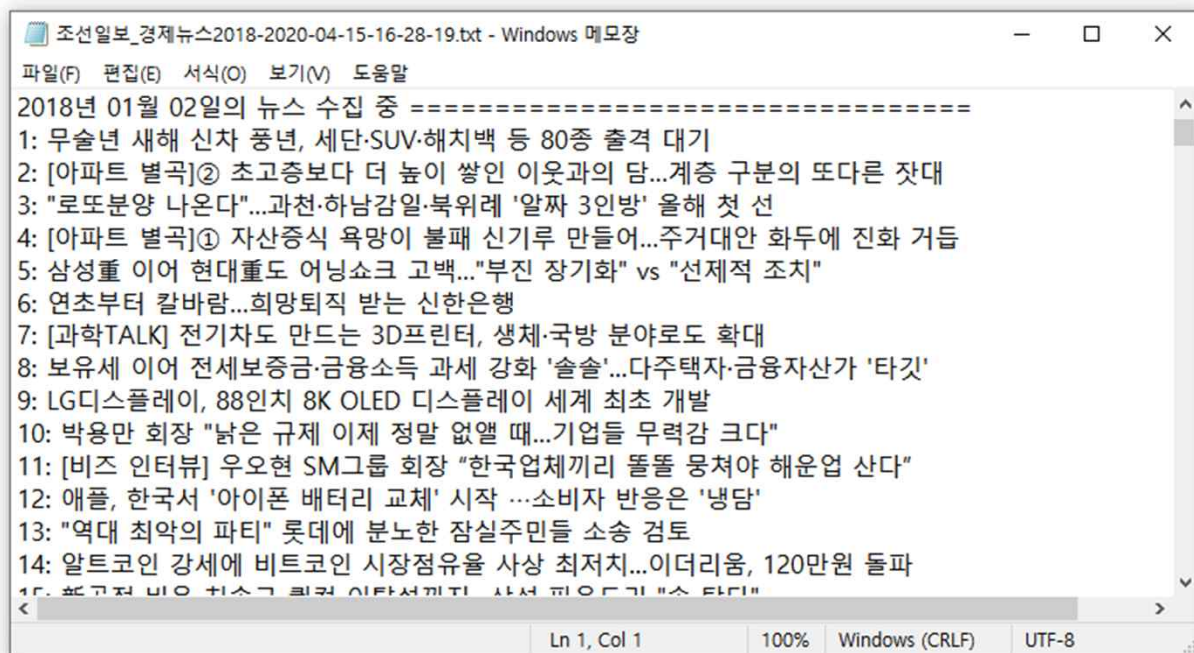 조선일보_경제뉴스2018-2020-04-15-16-28-19.txt - Windows 메모장
파일(F) 편집(E) 서식(O) 보기(V) 도움말
2018년 01월 02일의 뉴스 수집 중 =================================
1: 무술년 새해 신차 풍년, 세단·SUV·해치백 등 80종 출격 대기
2: [아파트 별곡]② 초고층보다 더 높이 쌓인 이웃과의 담...계층 구분의 또다른 잣대
3: "로또분양 나온다"...과천·하남감일·북위례 '알짜 3인방' 올해 첫 선
4: [아파트 별곡]① 자산증식 욕망이 불패 신기루 만들어...주거대안 화두에 진화 거듭
5: 삼성重 이어 현대重도 어닝쇼크 고백..."부진 장기화" vs "선제적 조치"
6: 연초부터 칼바람...희망퇴직 받는 신한은행
7: [과학TALK] 전기차도 만드는 3D프린터, 생체·국방 분야로도 확대
8: 보유세 이어 전세보증금·금융소득 과세 강화 '솔솔'...다주택자·금융자산가 '타깃'
9: LG디스플레이, 88인치 8K OLED 디스플레이 세계 최초 개발
10: 박용만 회장 "낡은 규제 이제 정말 없앨 때...기업들 무력감 크다"
11: [비즈 인터뷰] 우오현 SM그룹 회장 “한국업체끼리 똘똘 뭉쳐야 해운업 산다”
12: 애플, 한국서 '아이폰 배터리 교체' 시작 …소비자 반응은 '냉담'
13: "역대 최악의 파티" 롯데에 분노한 잠실주민들 소송 검토
14: 알트코인 강세에 비트코인 시장점유율 사상 최저치...이더리움, 120만원 돌파
Ln 1, Col 1 100% Windows (CRLF) UTF-8